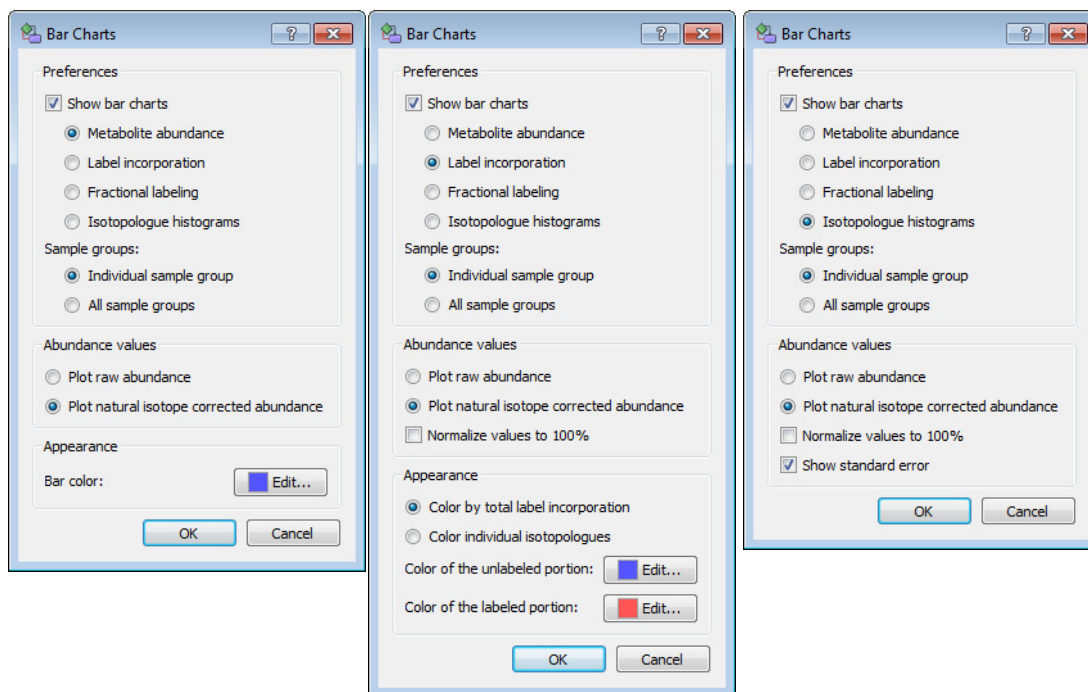 Bar Charts
Preferences
Show bar charts
Metabolite abundance
Label incorporation
Fractional labeling
Isotopologue histograms
Sample groups:
Individual sample group
All sample groups
Abundance values
Plot raw abundance
Plot natural isotope corrected abundance
Appearance
Bar color:
Edit...
OK
Cancel
Bar Charts
Preferences
Show bar charts
Metabolite abundance
Label incorporation
Fractional labeling
Isotopologue histograms
Sample groups:
Individual sample group
All sample groups
Abundance values
Plot raw abundance
Plot natural isotope corrected abundance
Normalize values to 100%
Appearance
Color by total label incorporation
Color individual isotopologues
Color of the unlabeled portion:
Edit...
Color of the labeled portion:
Edit...
OK
Cancel
Bar Charts
Preferences
Show bar charts
Metabolite abundance
Label incorporation
Fractional labeling
Isotopologue histograms
Sample groups:
Individual sample group
All sample groups
Abundance values
Plot raw abundance
Plot natural isotope corrected abundance
Normalize values to 100%
Show standard error
OK
Cancel